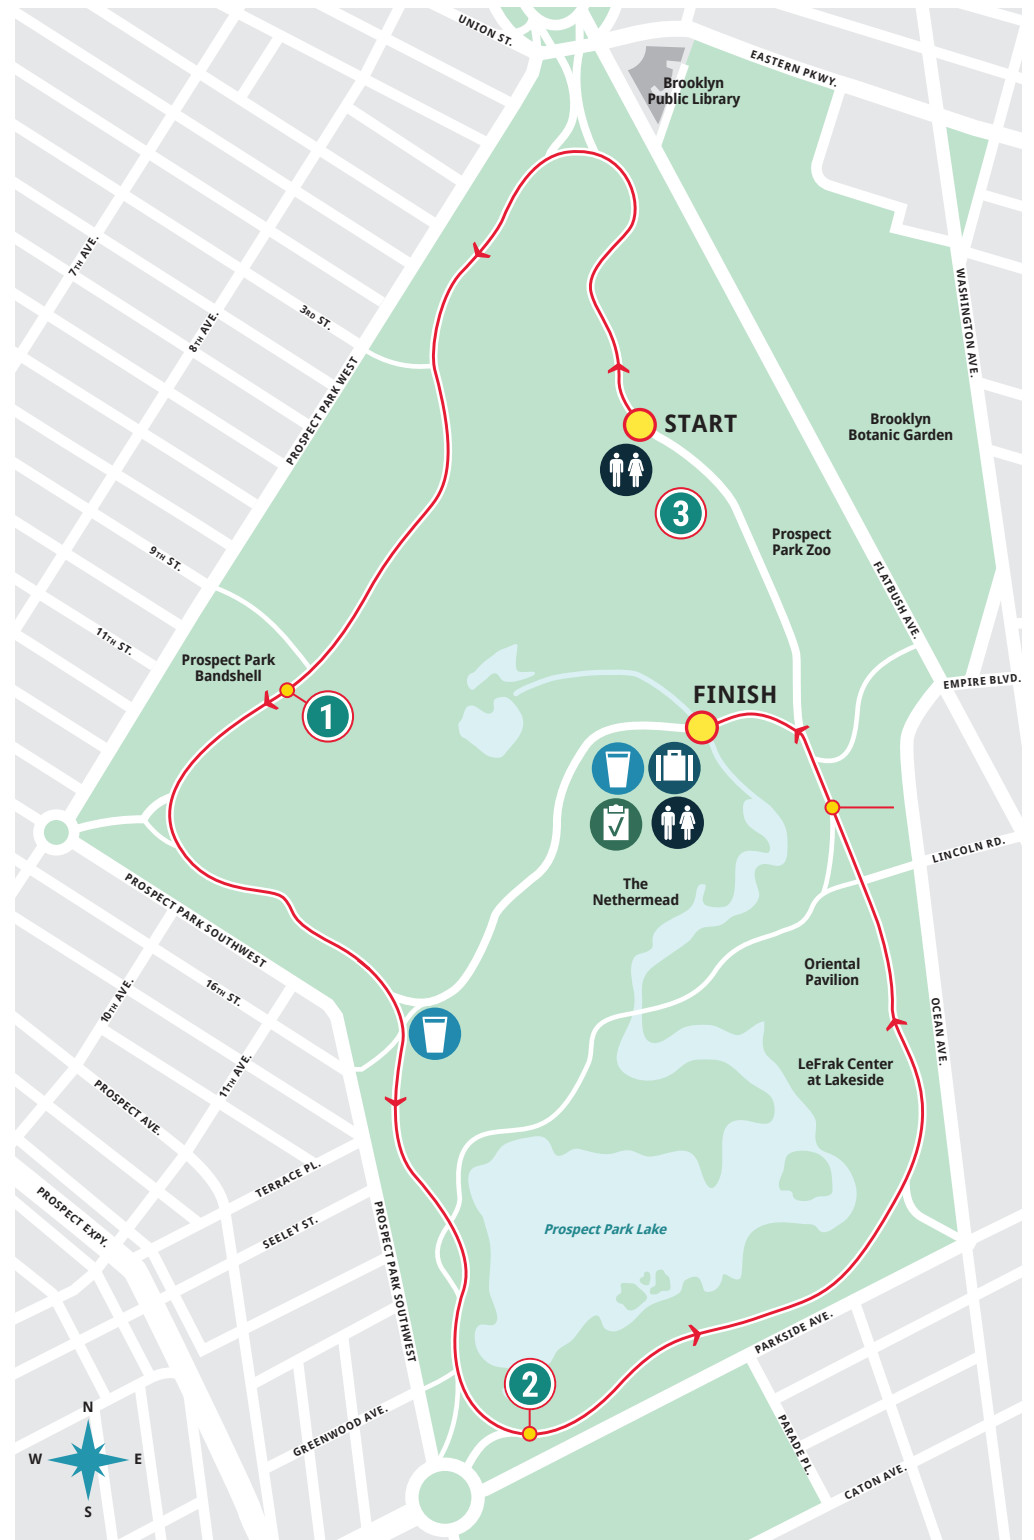 UNION ST.
EASTERN PKWY.
Brooklyn
Public Library
7TH AVE.
8TH AVE.
3RD ST.
WASHINGTON AVE.
PROSPECT PARK WEST
START
Brooklyn
Botanic Garden
3
Prospect
Park Zoo
9TH ST.
FLATBUSH AVE.
11TH ST.
Prospect Park
Bandshell
1
FINISH
EMPIRE BLVD.
LINCOLN RD.
The
Nethermead
PROSPECT PARK SOUTHWEST
Oriental
Pavilion
16TH ST.
10TH AVE.
OCEAN AVE.
LeFrak Center
at Lakeside
11TH AVE.
PROSPECT AVE.
TERRACE PL.
PROSPECT EXPY.
SEELEY ST.
Prospect Park Lake
PROSPECT PARK SOUTHWEST
PARKSIDE AVE.
2
GREENWOOD AVE.
PARADE PL.
CATON AVE.
N
W E
S